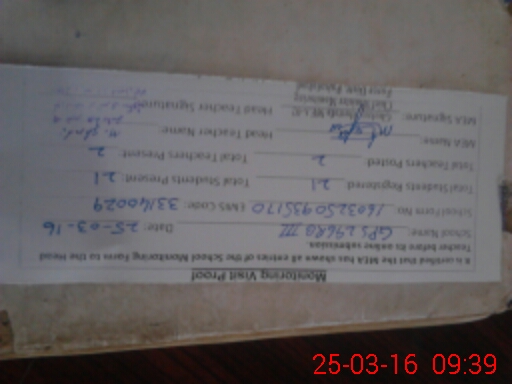 Monitoring Visit Proof
It is certified that the MEA has shown all entries of the School Monitoring Form to the Head
Teacher before its online submission.
School Name: GPS 296RB III Date: 25-03-16
School Form No: 160325093517O EMIS Code: 33140029
Total Students Registered: 21 Total Students Present: 21
Total Teachers Posted: 2 Total Teachers Present: 2
MEA Name: Head Teacher Name:
MEA Signature: Head Teacher Signature:
25-03-16 09:39